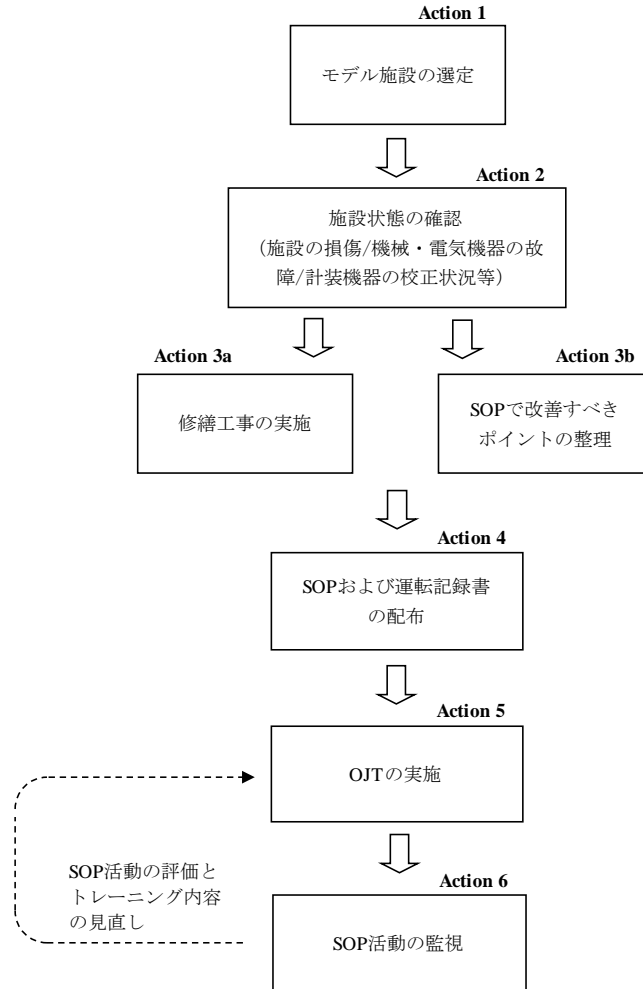 Action 1
モデル施設の選定
Action 2
施設状態の確認
（施設の損傷/機械・電気機器の故
障/計装機器の校正状況等）
Action 3a
修繕工事の実施
Action 3b
SOPで改善すべき
ポイントの整理
Action 4
SOPおよび運転記録書
の配布
Action 5
OJTの実施
SOP活動の評価と
トレーニング内容
の見直し
Action 6
SOP活動の監視